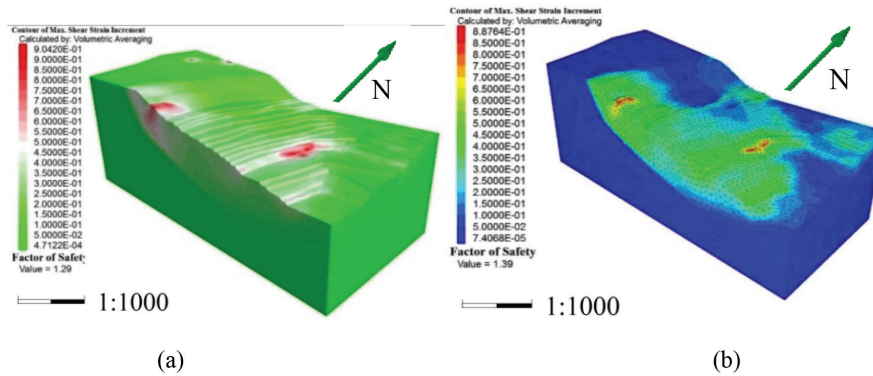 Contour of Max. Shear Strain Increment
Calculated by: Volumetric Averaging
9.0420E-01
9.0000E-01
8.5000E-01
8.0000E-01
7.5000E-01
7.0000E-01
6.5000E-01
6.0000E-01
5.5000E-01
5.0000E-01
4.5000E-01
4.0000E-01
3.5000E-01
3.0000E-01
2.5000E-01
2.0000E-01
1.5000E-01
1.0000E-01
5.0000E-02
4.7122E-04
Factor of Safety
Value = 1.29
N
1:1000
(a)
Contour of Max. Shear Strain Increment
Calculated by: Volumetric Averaging
8.8764E-01
8.5000E-01
8.0000E-01
7.5000E-01
7.0000E-01
6.5000E-01
6.0000E-01
5.5000E-01
5.0000E-01
4.5000E-01
4.0000E-01
3.5000E-01
3.0000E-01
2.5000E-01
2.0000E-01
1.5000E-01
1.0000E-01
5.0000E-02
7.4068E-05
Factor of Safety
Value = 1.39
N
1:1000
(b)